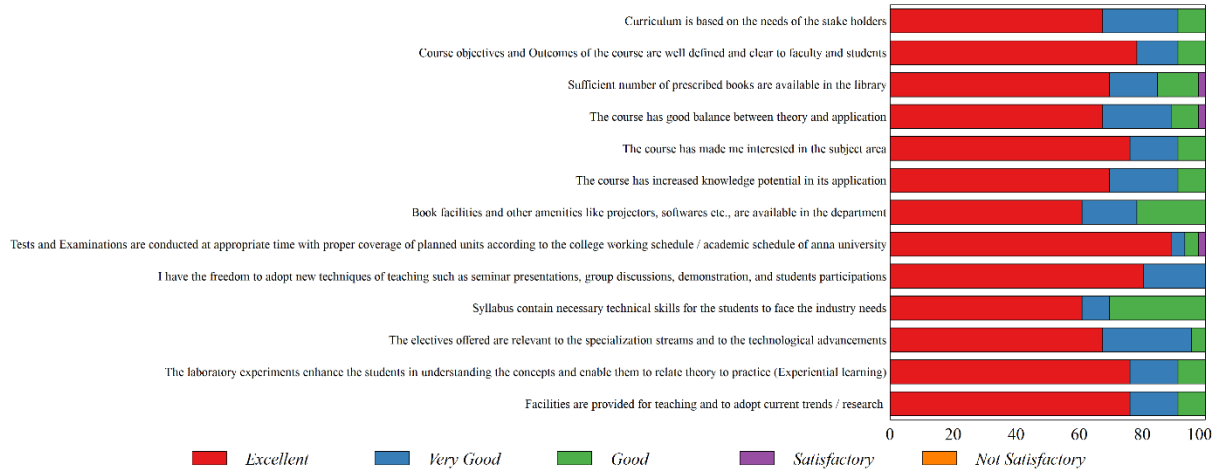 Curriculum is based on the needs of the stake holders
Course objectives and Outcomes of the course are well defined and clear to faculty and students
Sufficient number of prescribed books are available in the library
The course has good balance between theory and application
The course has made me interested in the subject area
The course has increased knowledge potential in its application
Book facilities and other amenities like projectors, softwares etc., are available in the department
Tests and Examinations are conducted at appropriate time with proper coverage of planned units according to the college working schedule / academic schedule of anna university
I have the freedom to adopt new techniques of teaching such as seminar presentations, group discussions, demonstration, and students participations
Syllabus contain necessary technical skills for the students to face the industry needs
The electives offered are relevant to the specialization streams and to the technological advancements
The laboratory experiments enhance the students in understanding the concepts and enable them to relate theory to practice (Experiential learning)
Facilities are provided for teaching and to adopt current trends / research
0 20 40 60 80 100
Excellent Very Good Good Satisfactory Not Satisfactory